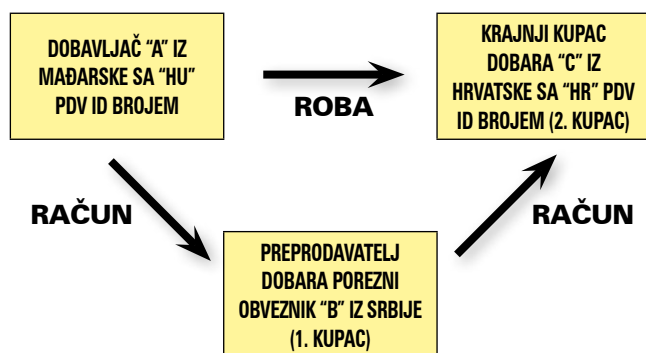 DOBAVLJAČ “A” IZ
MAĐARSKE SA “HU”
PDV ID BROJEM
ROBA
KRAJNJI KUPAC
DOBARA “C” IZ
HRVATSKE SA “HR” PDV
ID BROJEM (2. KUPAC)
RAČUN
RAČUN
PREPRODAVATELJ
DOBARA POREZNI
OBVEZNIK “B” IZ SRBIJE
(1. KUPAC)